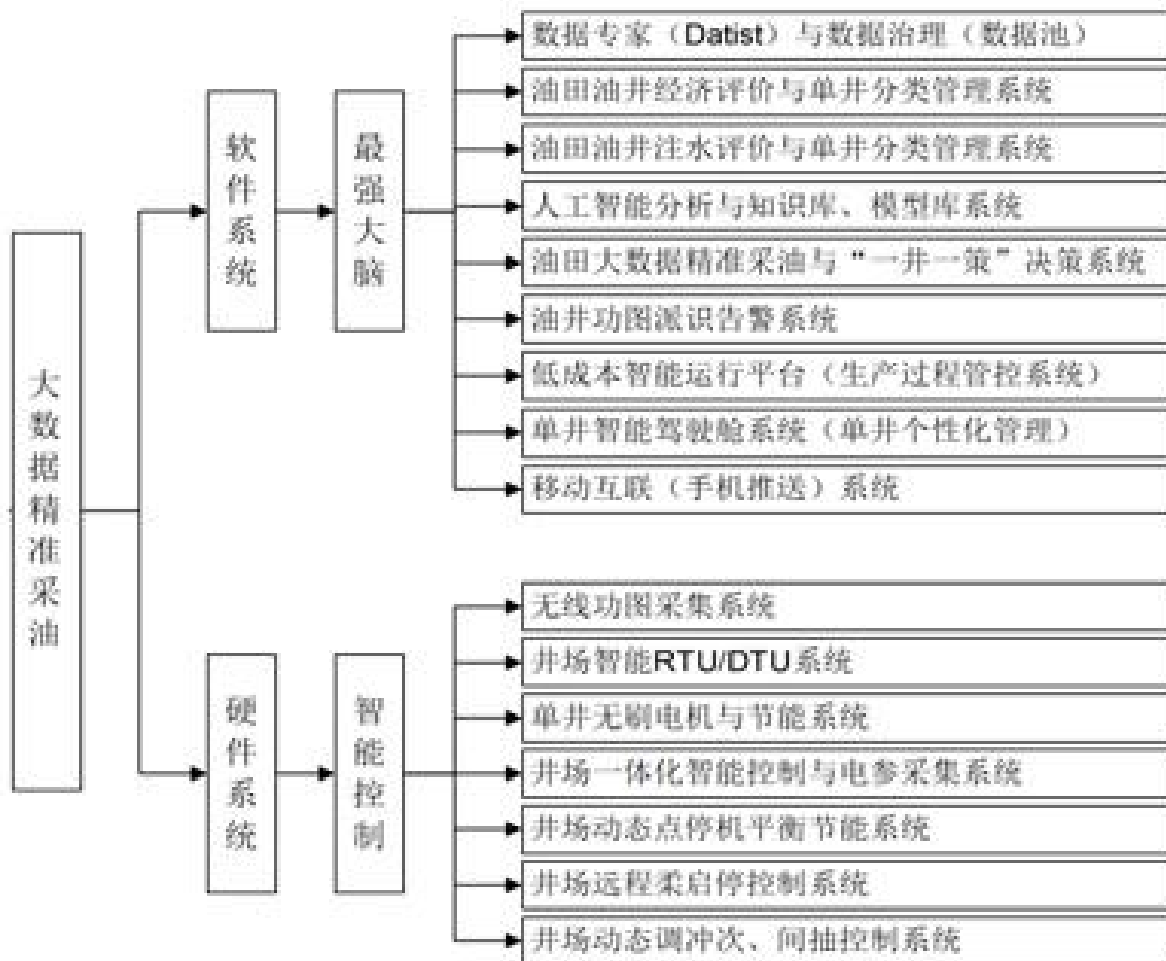 大数据精准采油
软件系统
最强大脑
数据专家（Datist）与数据治理（数据池）
油田油井经济评价与单井分类管理系统
油田油井注水评价与单井分类管理系统
人工智能分析与知识库、模型库系统
油田大数据精准采油与“一井一策”决策系统
油井功图派识告警系统
低成本智能运行平台（生产过程管控系统）
单井智能驾驶舱系统（单井个性化管理）
移动互联（手机推送）系统
硬件系统
智能控制
无线功图采集系统
井场智能RTU/DTU系统
单井无刷电机与节能系统
井场一体化智能控制与电参采集系统
井场动态点停机平衡节能系统
井场远程柔启停控制系统
井场动态调冲次、间抽控制系统